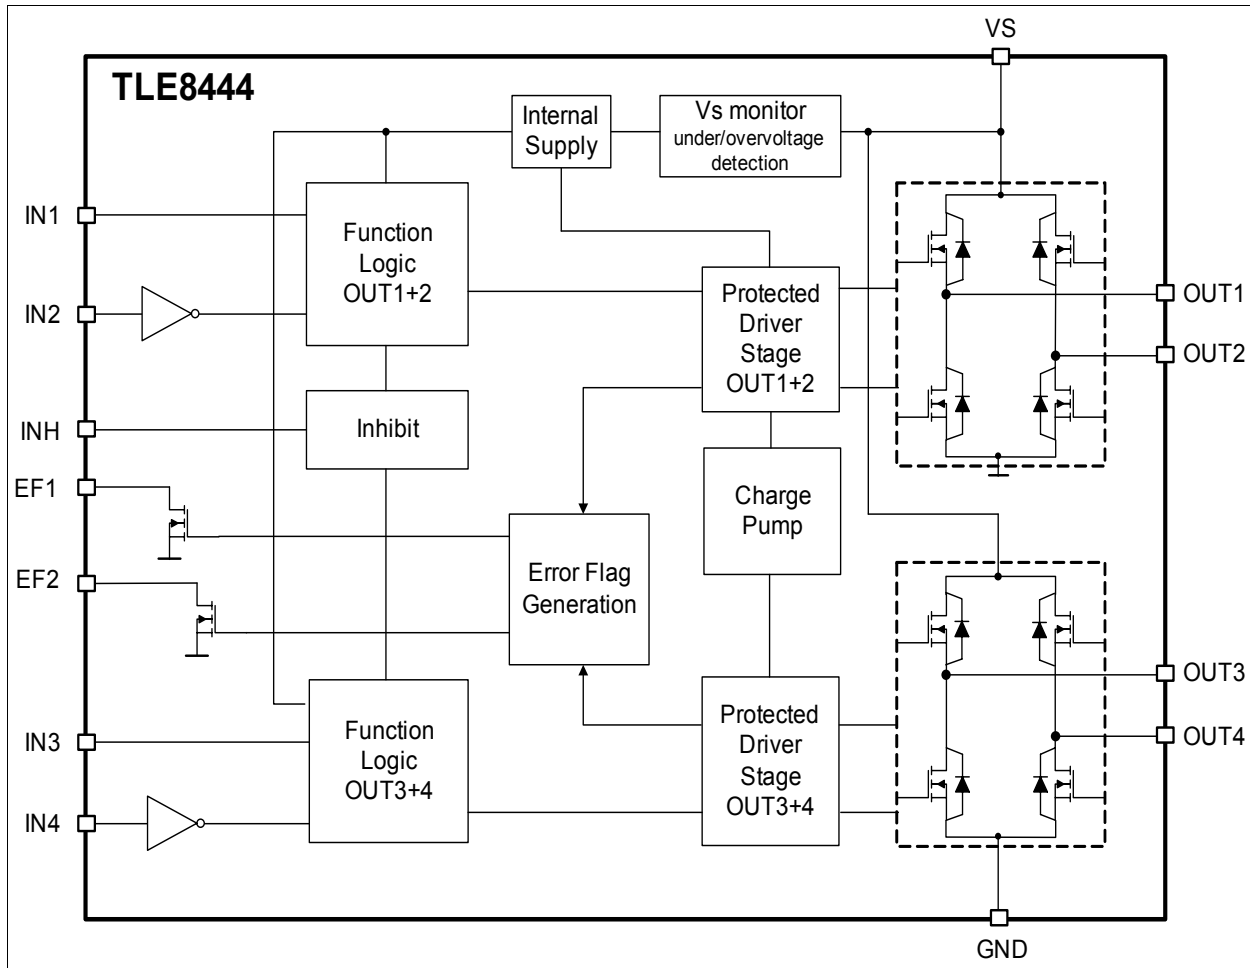 VS
TLE8444
Internal
Supply
Vs monitor
under/overvoltage
detection
IN1
Function
Logic
OUT1+2
IN2
Protected
Driver
Stage
OUT1+2
OUT1
OUT2
INH
Inhibit
EF1
Charge
Pump
EF2
Error Flag
Generation
OUT3
IN3
Function
Logic
OUT3+4
Protected
Driver
Stage
OUT3+4
OUT4
IN4
GND